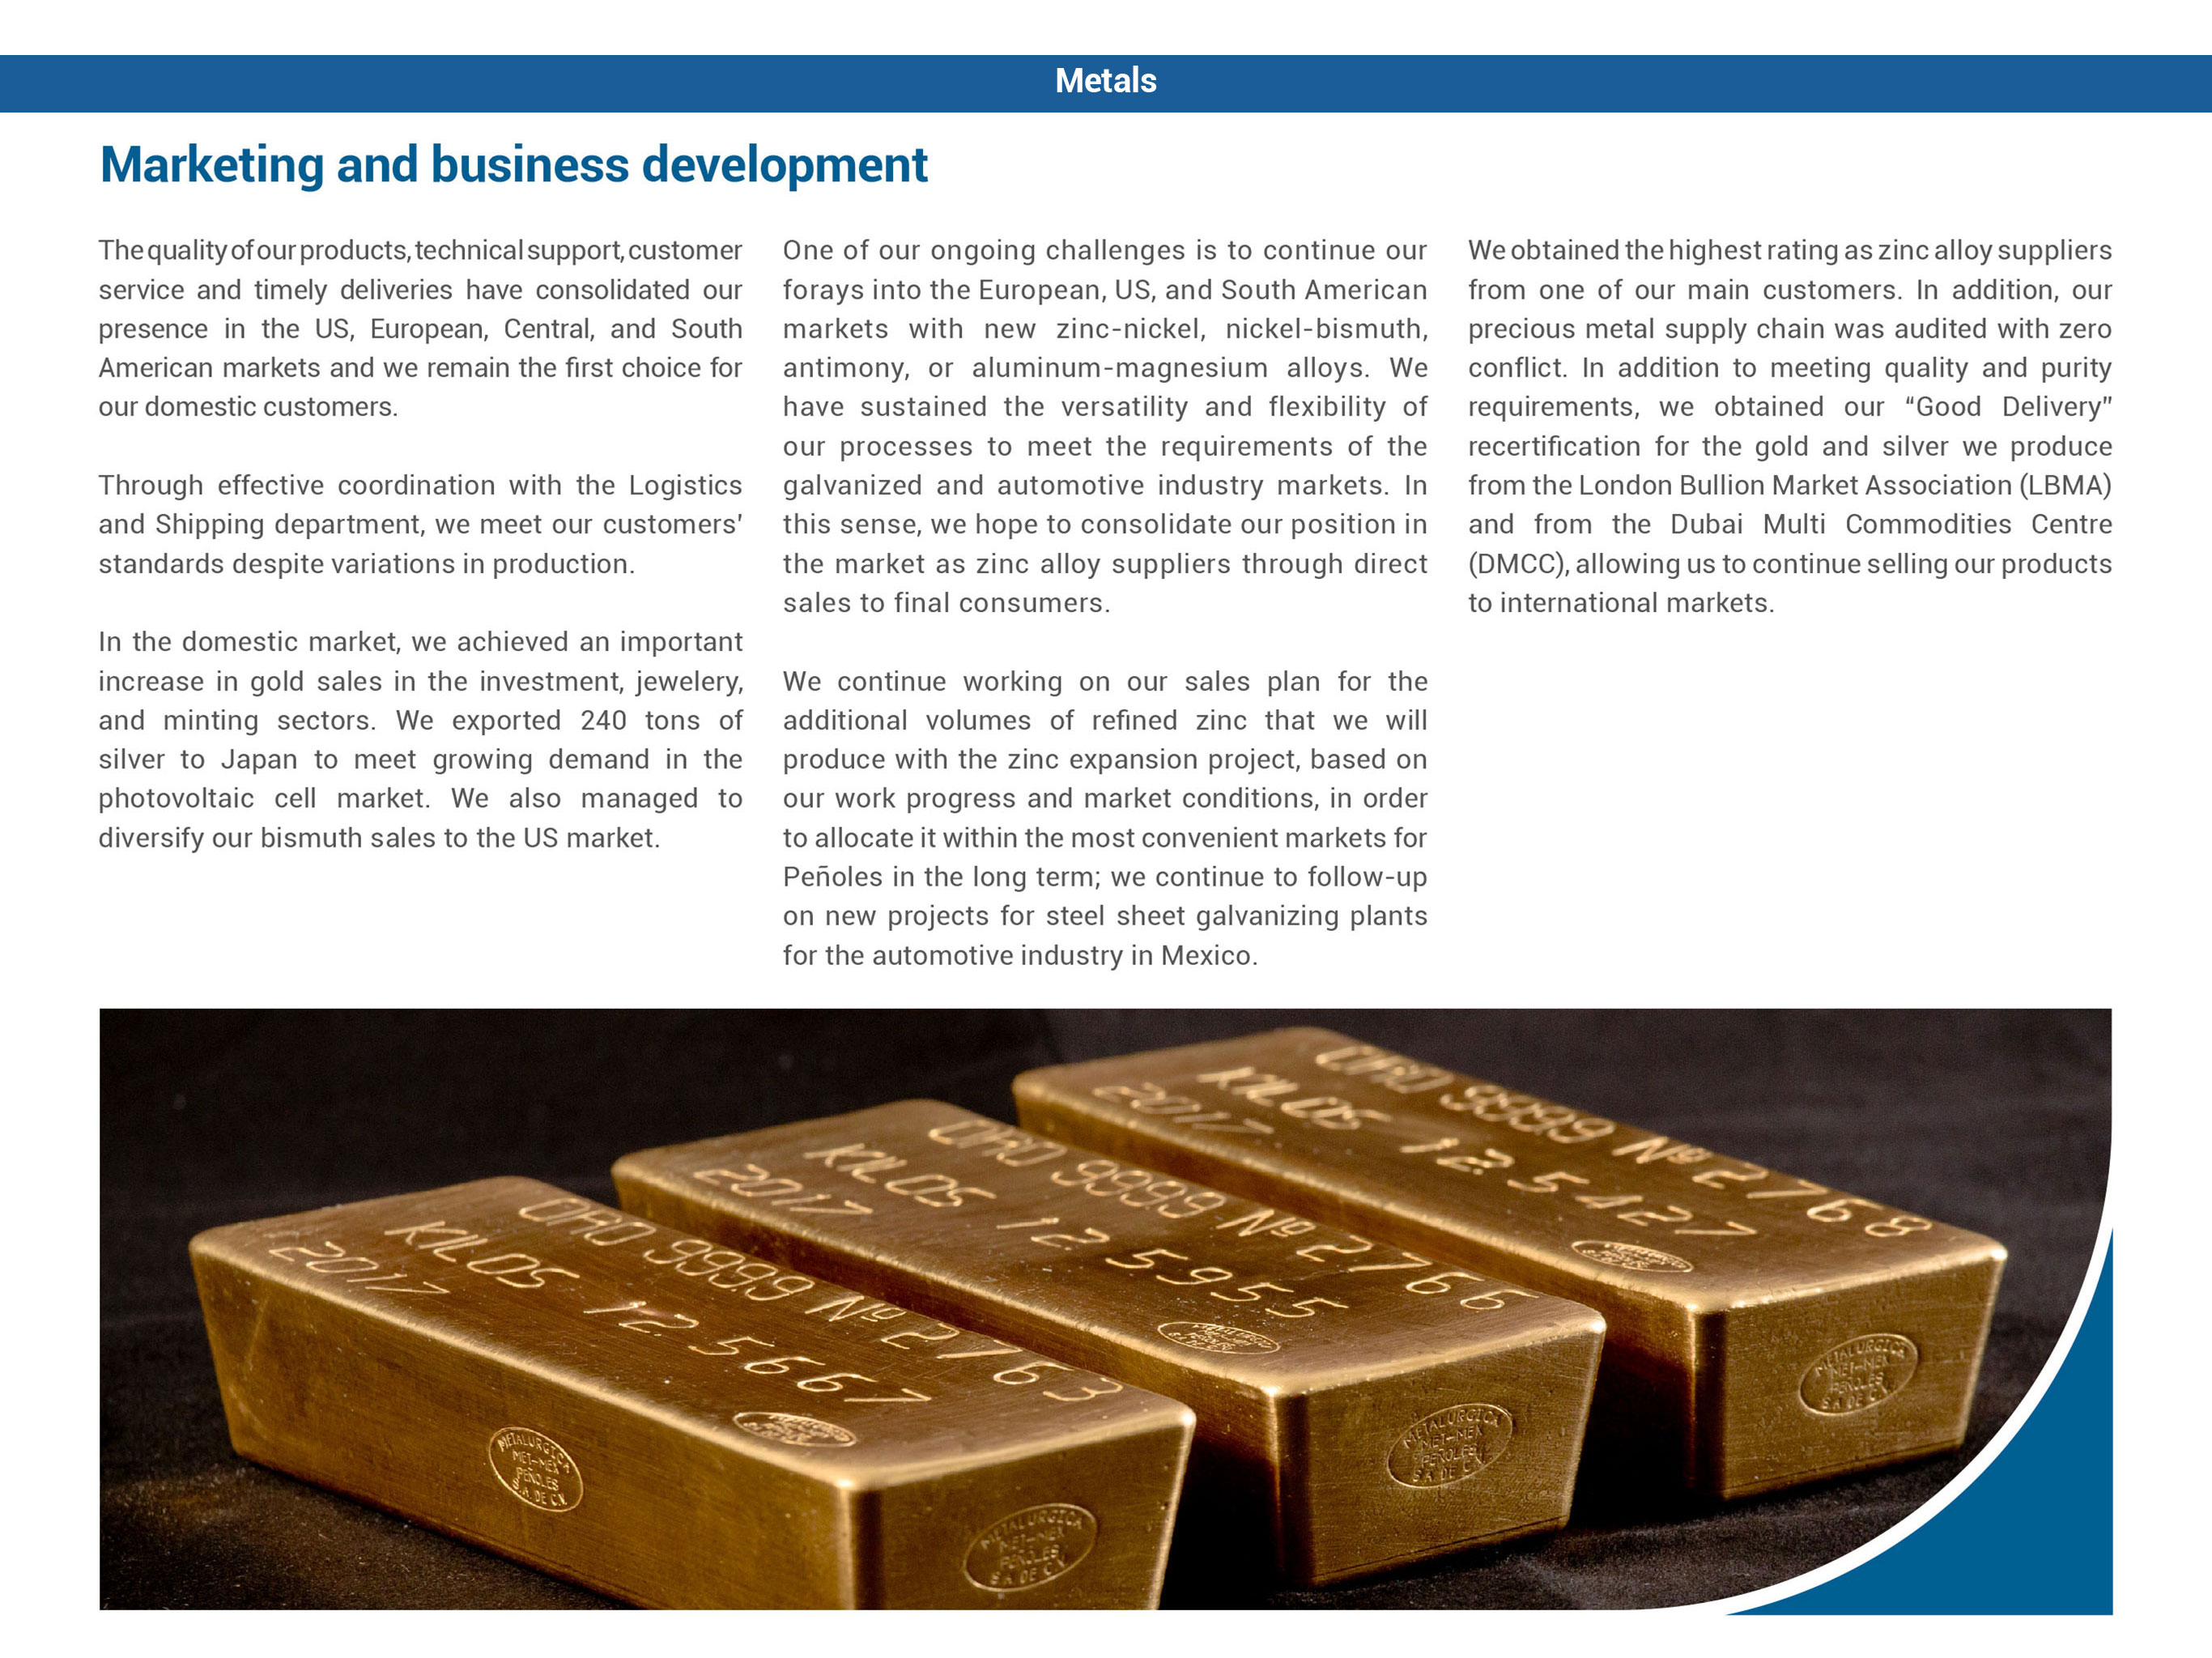 Metals
Marketing and business development
The quality of our products, technical support, customer
service and timely deliveries have consolidated our
presence in the US, European, Central, and South
American markets and we remain the first choice for
our domestic customers.
Through effective coordination with the Logistics
and Shipping department, we meet our customers’
standards despite variations in production.
In the domestic market, we achieved an important
increase in gold sales in the investment, jewelery,
and minting sectors. We exported 240 tons of
silver to Japan to meet growing demand in the
photovoltaic cell market. We also managed to
diversify our bismuth sales to the US market.
One of our ongoing challenges is to continue our
forays into the European, US, and South American
markets with new zinc-nickel, nickel-bismuth,
antimony, or aluminum-magnesium alloys. We
have sustained the versatility and flexibility of
our processes to meet the requirements of the
galvanized and automotive industry markets. In
this sense, we hope to consolidate our position in
the market as zinc alloy suppliers through direct
sales to final consumers.
We continue working on our sales plan for the
additional volumes of refined zinc that we will
produce with the zinc expansion project, based on
our work progress and market conditions, in order
to allocate it within the most convenient markets for
Peñoles in the long term; we continue to follow-up
on new projects for steel sheet galvanizing plants
for the automotive industry in Mexico.
We obtained the highest rating as zinc alloy suppliers
from one of our main customers. In addition, our
precious metal supply chain was audited with zero
conflict. In addition to meeting quality and purity
requirements, we obtained our “Good Delivery”
recertification for the gold and silver we produce
from the London Bullion Market Association (LBMA)
and from the Dubai Multi Commodities Centre
(DMCC), allowing us to continue selling our products
to international markets.
ORO 9999 Nº 2763
KILOS 12.5667
2017
METALURGICA
MET-MEX
PEÑOLES
S.A. DE C.V.
METALURGICA
MET-MEX
PEÑOLES
S.A. DE C.V.
ORO 9999 Nº 2766
KILOS 12.5955
2017
METALURGICA
MET-MEX
PEÑOLES
S.A. DE C.V.
ORO 9999 Nº 2768
KILOS 12.5427
2017
METALURGICA
MET-MEX
PEÑOLES
S.A. DE C.V.